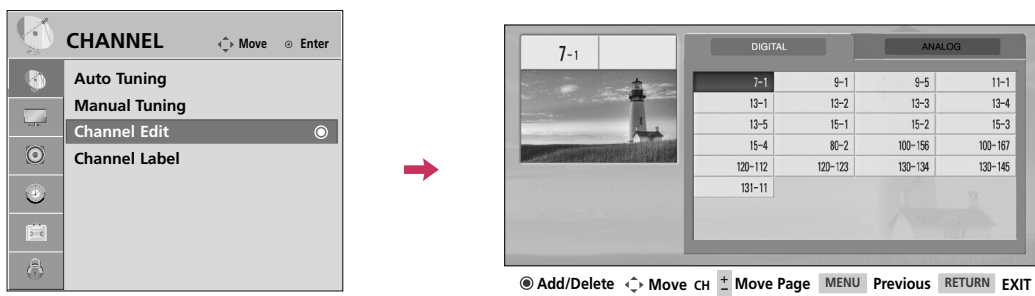 CHANNEL Move Enter
Auto Tuning
Manual Tuning
Channel Edit
Channel Label
7-1
DIGITAL ANALOG
7-1 9-1 9-5 11-1
13-1 13-2 13-3 13-4
13-5 15-1 15-2 15-3
15-4 80-2 100-156 100-167
120-112 120-123 130-134 130-145
131-11
Add/Delete Move CH + - Move Page MENU Previous RETURN EXIT